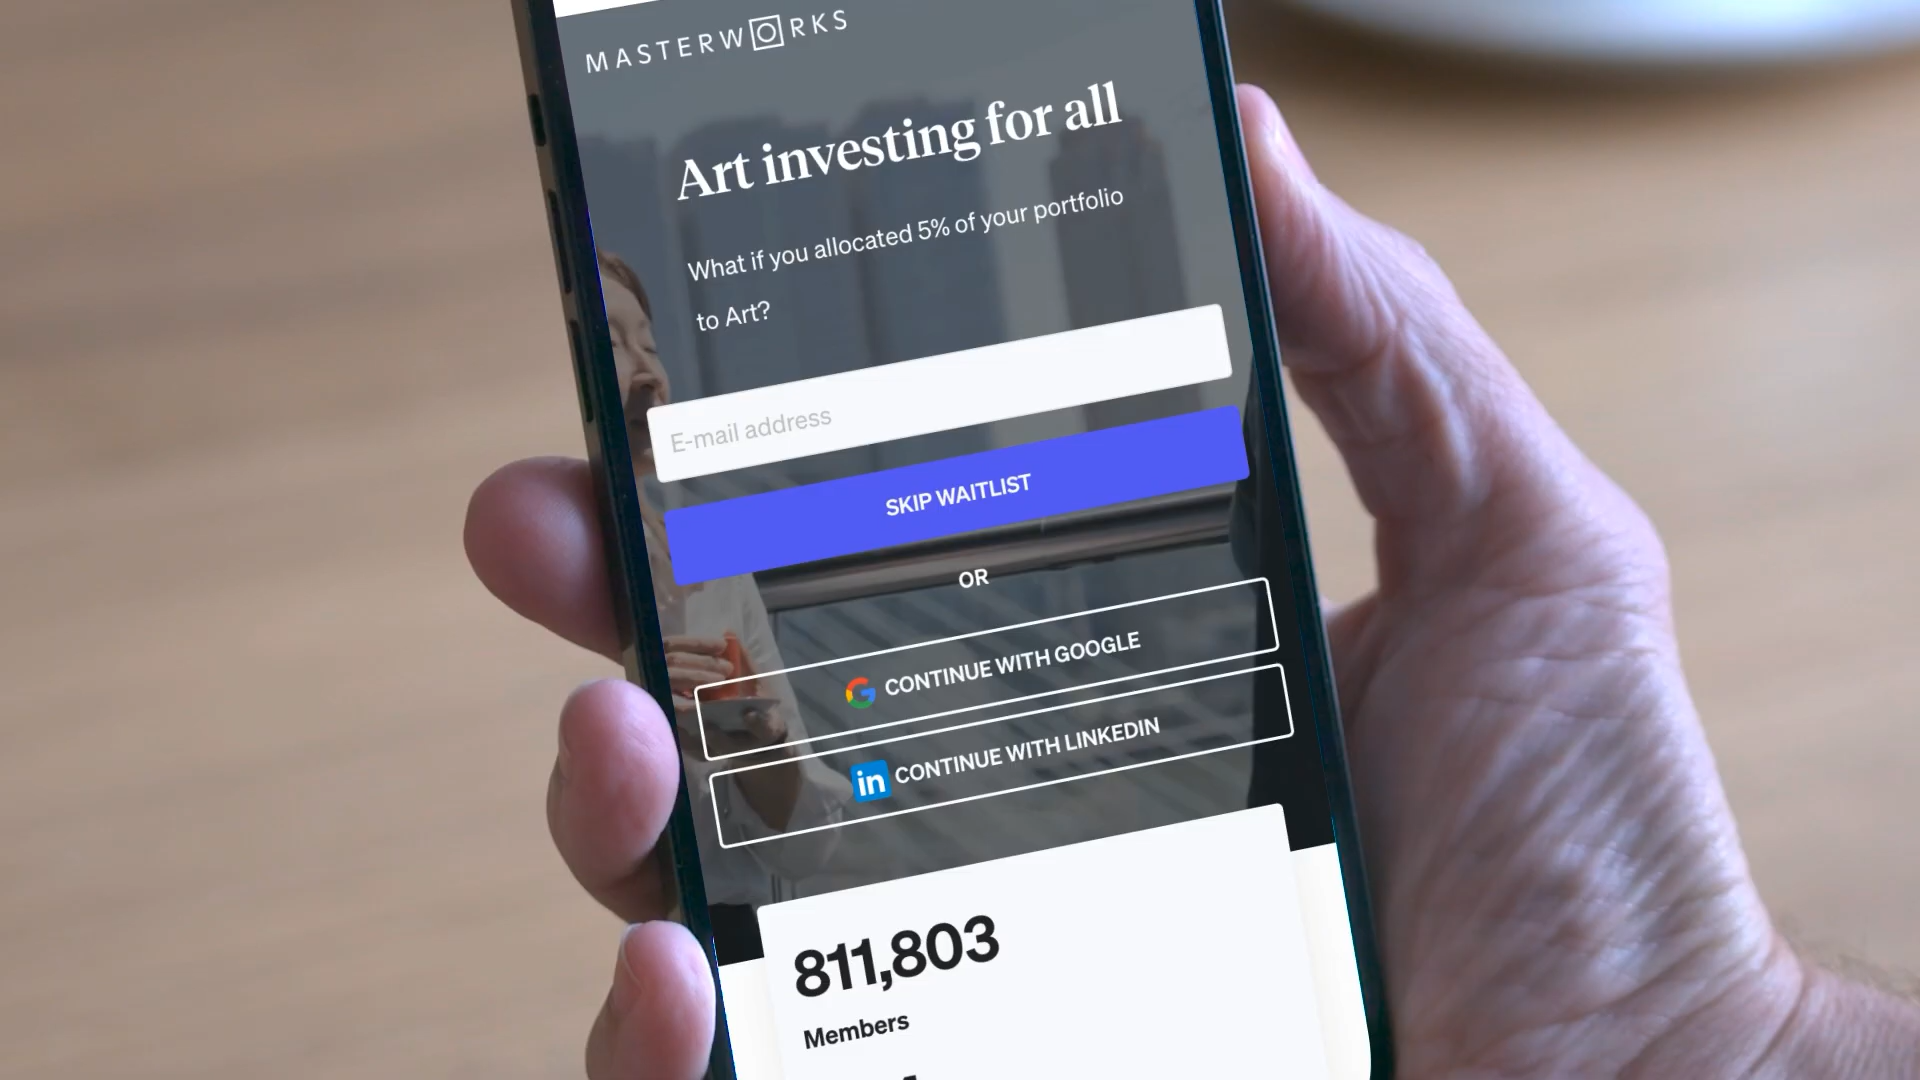 MASTERWORKS
Art investing for all
What if you allocated 5% of your portfolio
to Art?
E-mail address
SKIP WAITLIST
OR
CONTINUE WITH GOOGLE
in CONTINUE WITH LINKEDIN
811,803
Members